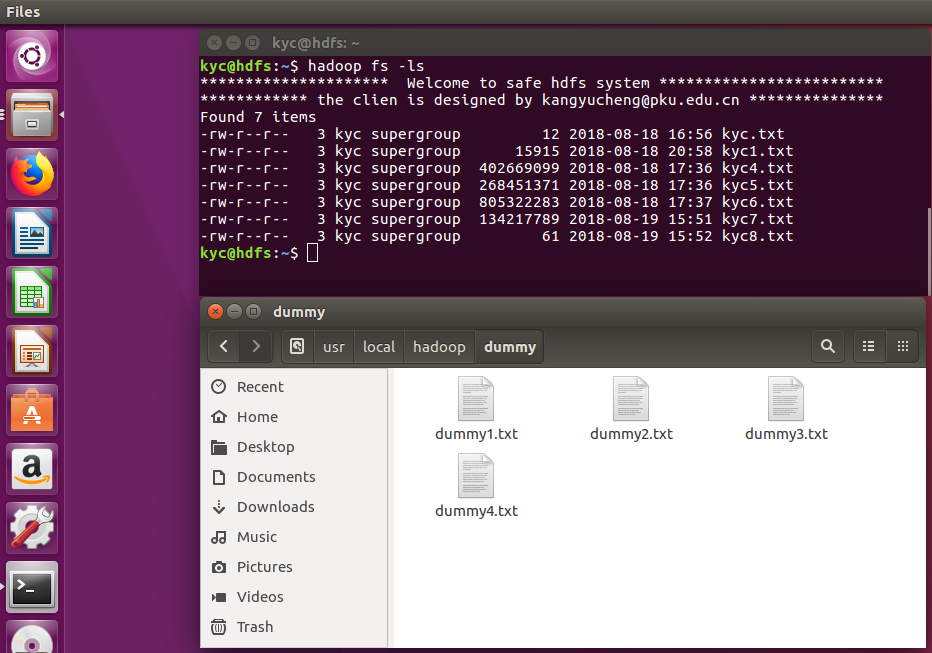 Files
kyc@hdfs: ~
kyc@hdfs:~$ hadoop fs -ls
*********************  Welcome to safe hdfs system *************************
************ the clien is designed by kangyucheng@pku.edu.cn ***************
Found 7 items
-rw-r--r--   3 kyc supergroup         12 2018-08-18 16:56 kyc.txt
-rw-r--r--   3 kyc supergroup      15915 2018-08-18 20:58 kyc1.txt
-rw-r--r--   3 kyc supergroup  402669099 2018-08-18 17:36 kyc4.txt
-rw-r--r--   3 kyc supergroup  268451371 2018-08-18 17:36 kyc5.txt
-rw-r--r--   3 kyc supergroup  805322283 2018-08-18 17:37 kyc6.txt
-rw-r--r--   3 kyc supergroup  134217789 2018-08-19 15:51 kyc7.txt
-rw-r--r--   3 kyc supergroup         61 2018-08-19 15:52 kyc8.txt
kyc@hdfs:~$
dummy
usr local hadoop dummy
Recent
Home
Desktop
Documents
Downloads
Music
Pictures
Videos
Trash
dummy1.txt dummy2.txt dummy3.txt
dummy4.txt